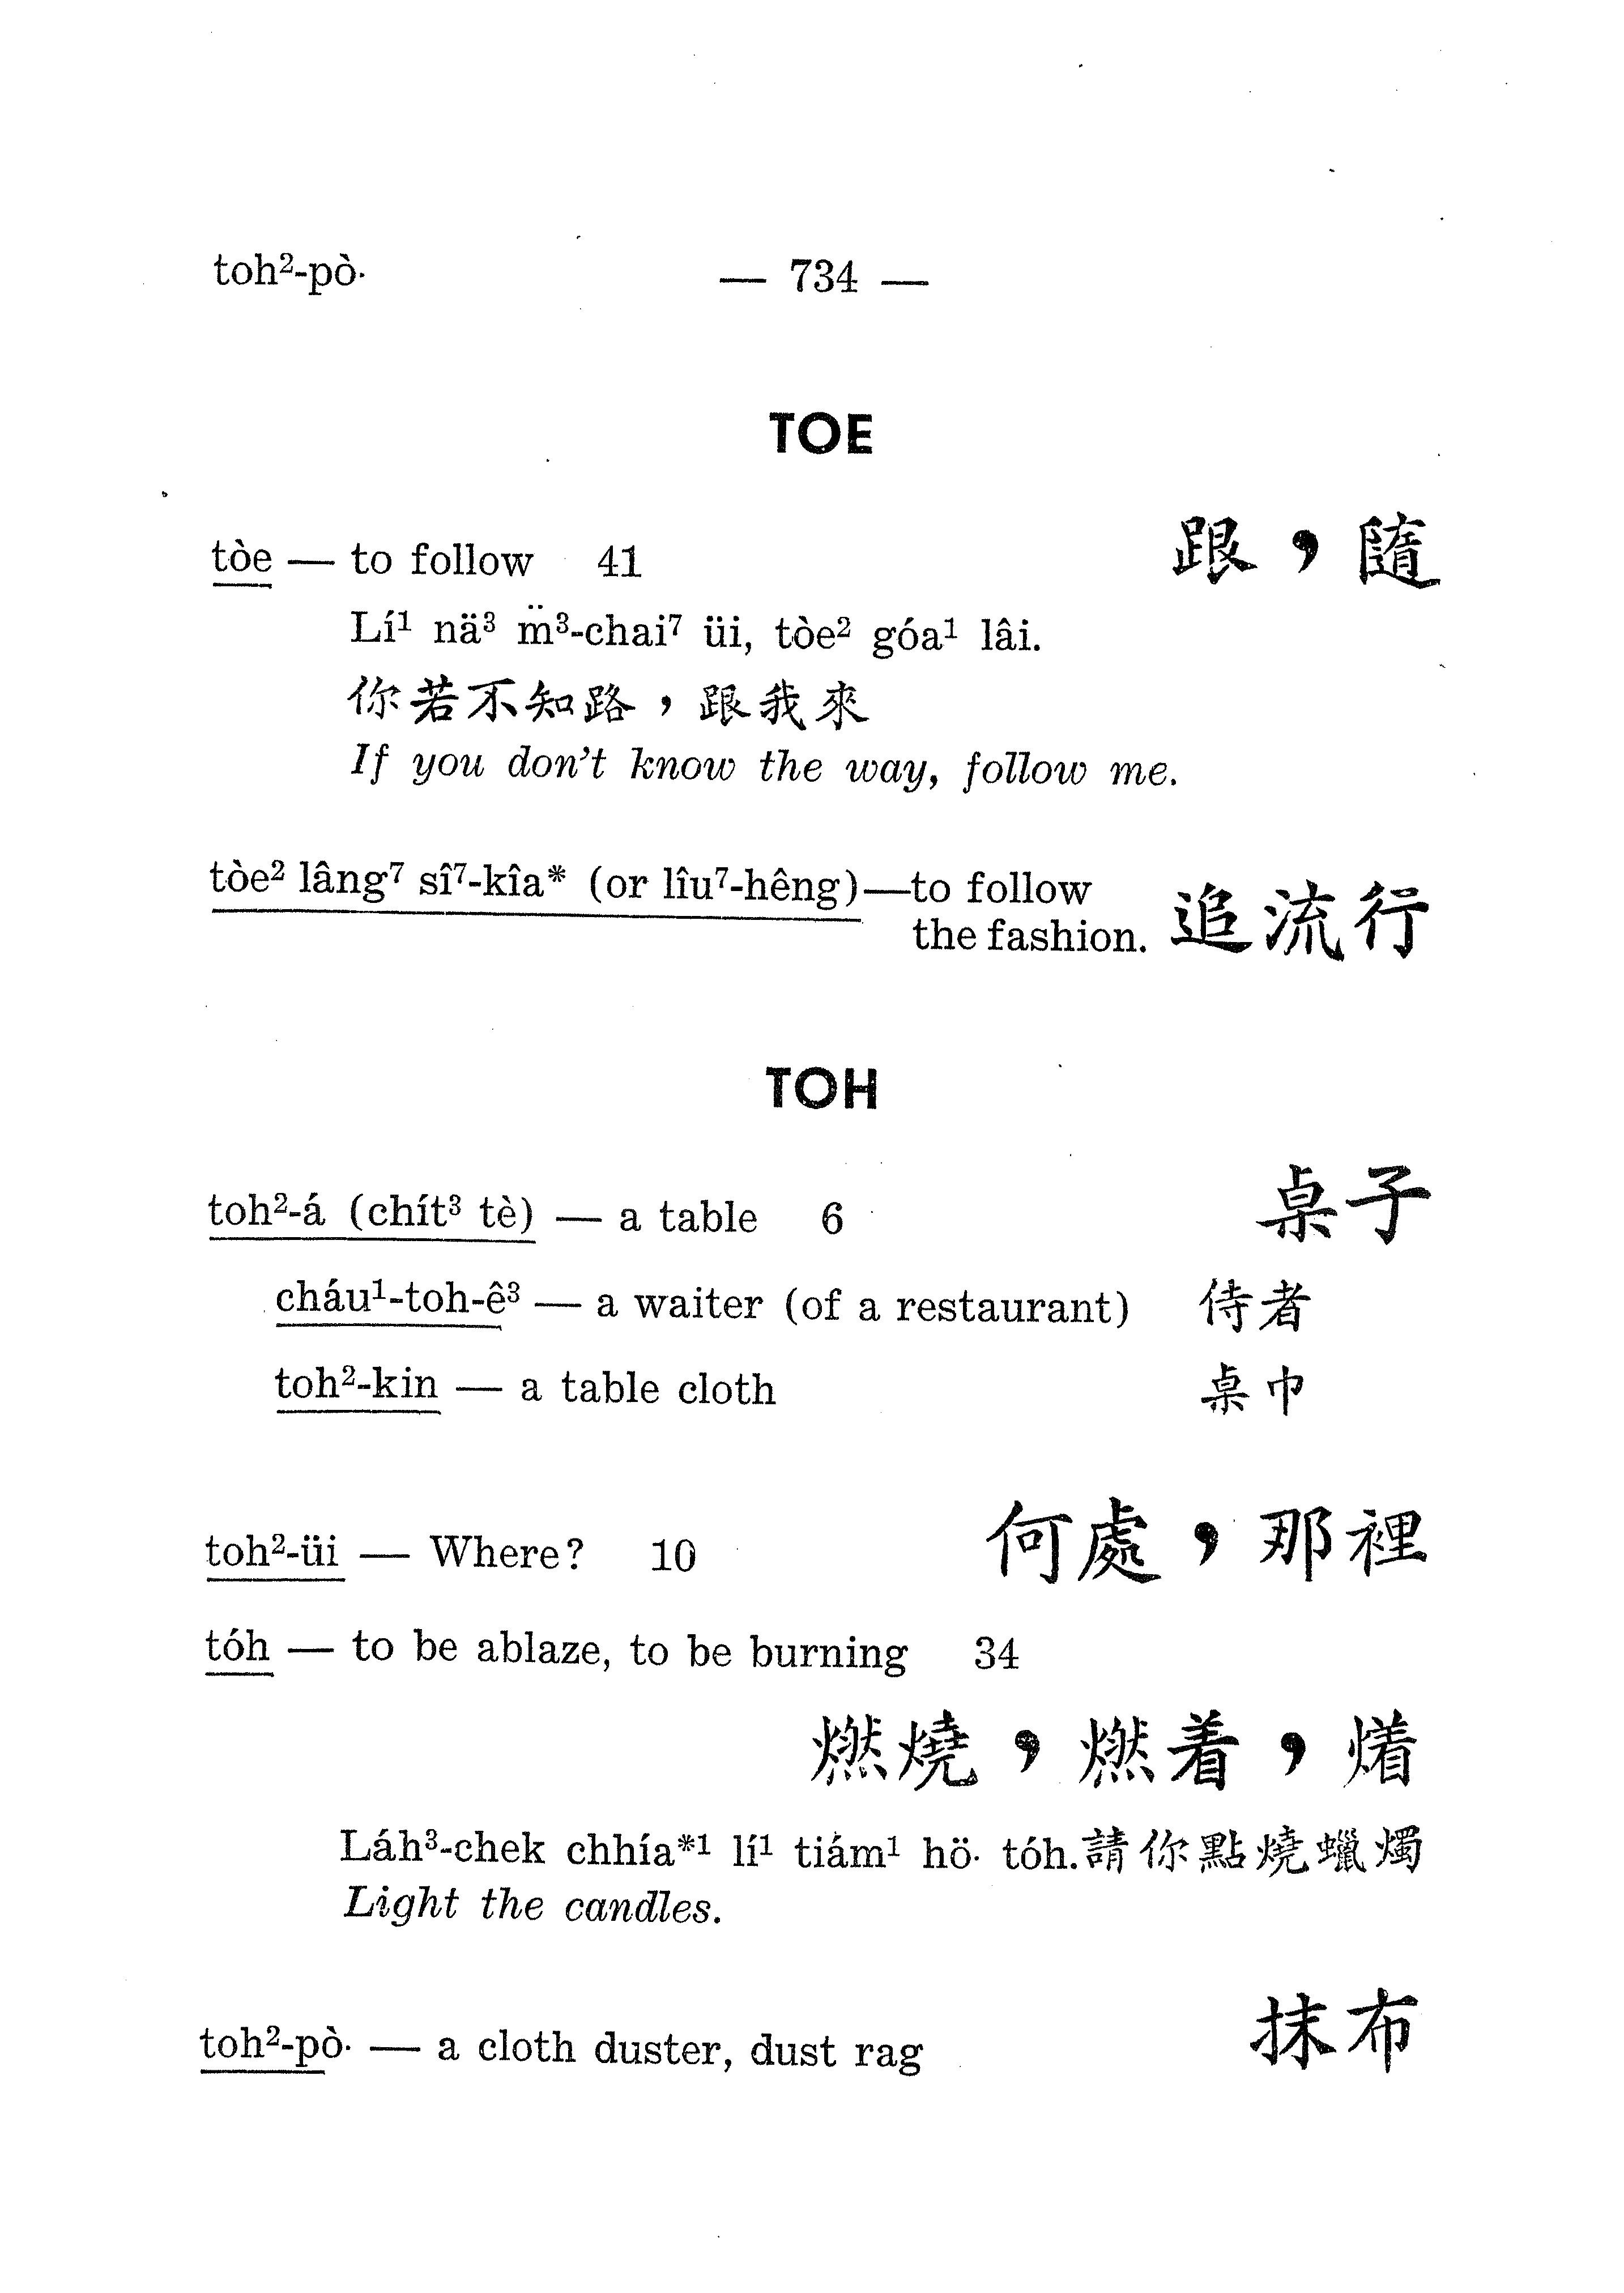 toh²-pò· — 734 —
TOE
tòe — to follow 41 跟，隨
Lí¹ nä³ m̈³-chai⁷ üi, tòe² góa¹ lâi.
你若不知路，跟我來
If you don't know the way, follow me.
tòe² lâng⁷ sî⁷-kîa* (or lîu⁷-hêng)—to follow
the fashion. 追流行
TOH
toh²-á (chít³ tè) — a table 6 桌子
cháu¹-toh-ê³ — a waiter (of a restaurant) 侍者
toh²-kin — a table cloth 桌巾
toh²-üi — Where? 10 何處，那裡
tóh — to be ablaze, to be burning 34
燃燒，燃着，燡
Láh³-chek chhía*¹ lí¹ tiám¹ hö· tóh.請你點燒蠟燭
Light the candles.
toh²-pò· — a cloth duster, dust rag 抹布